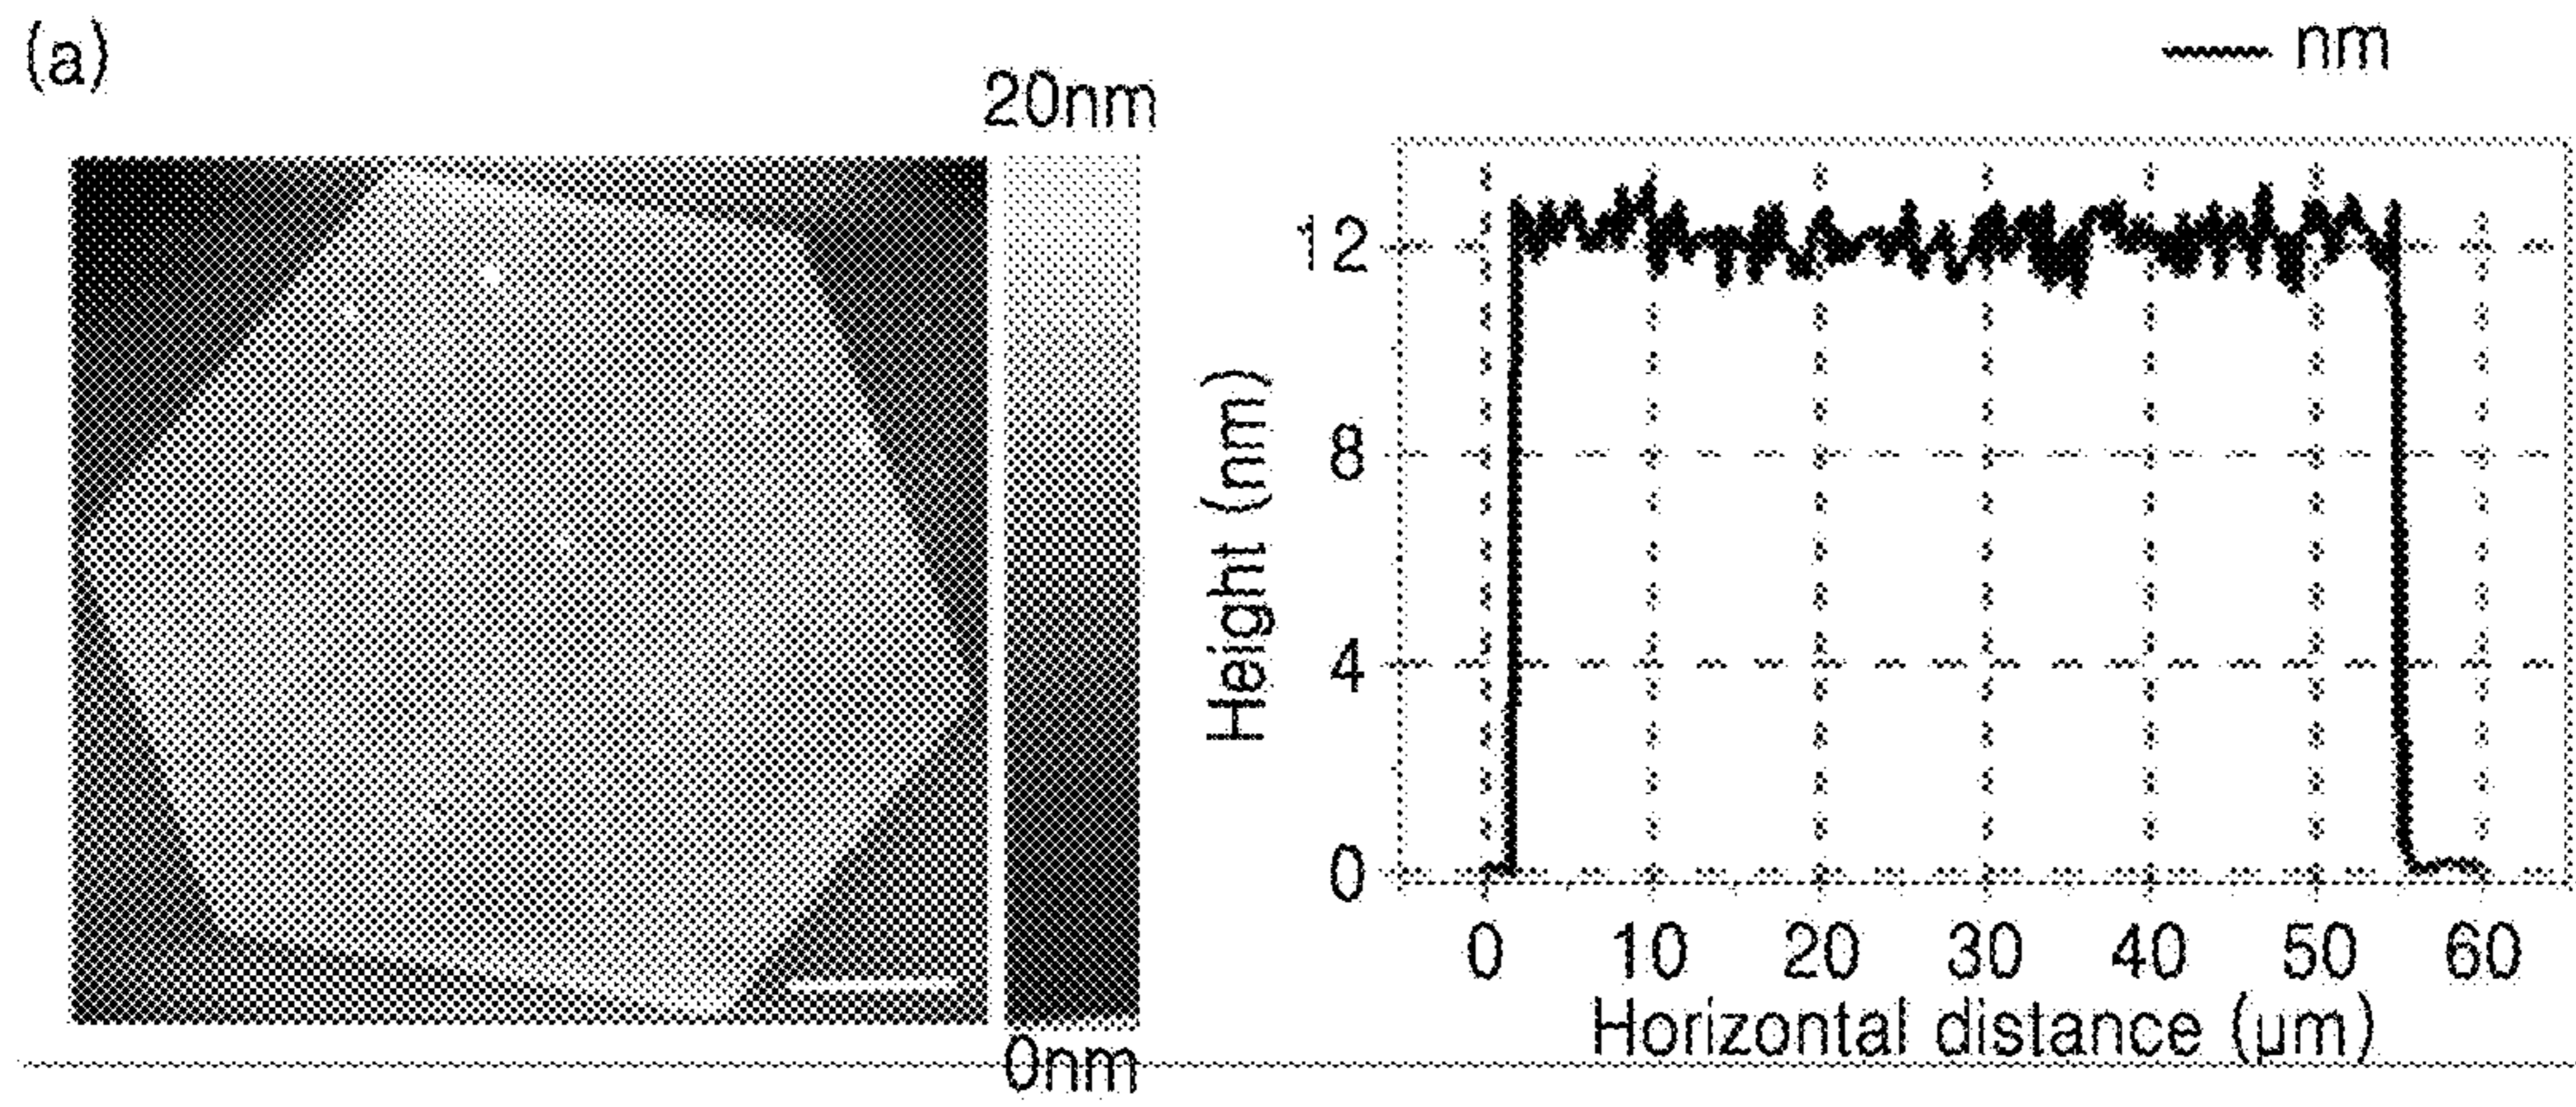 (a)
20nm
0nm
nm
Height (nm)
12
8
4
0
0 10 20 30 40 50 60
Horizontal distance (μm)